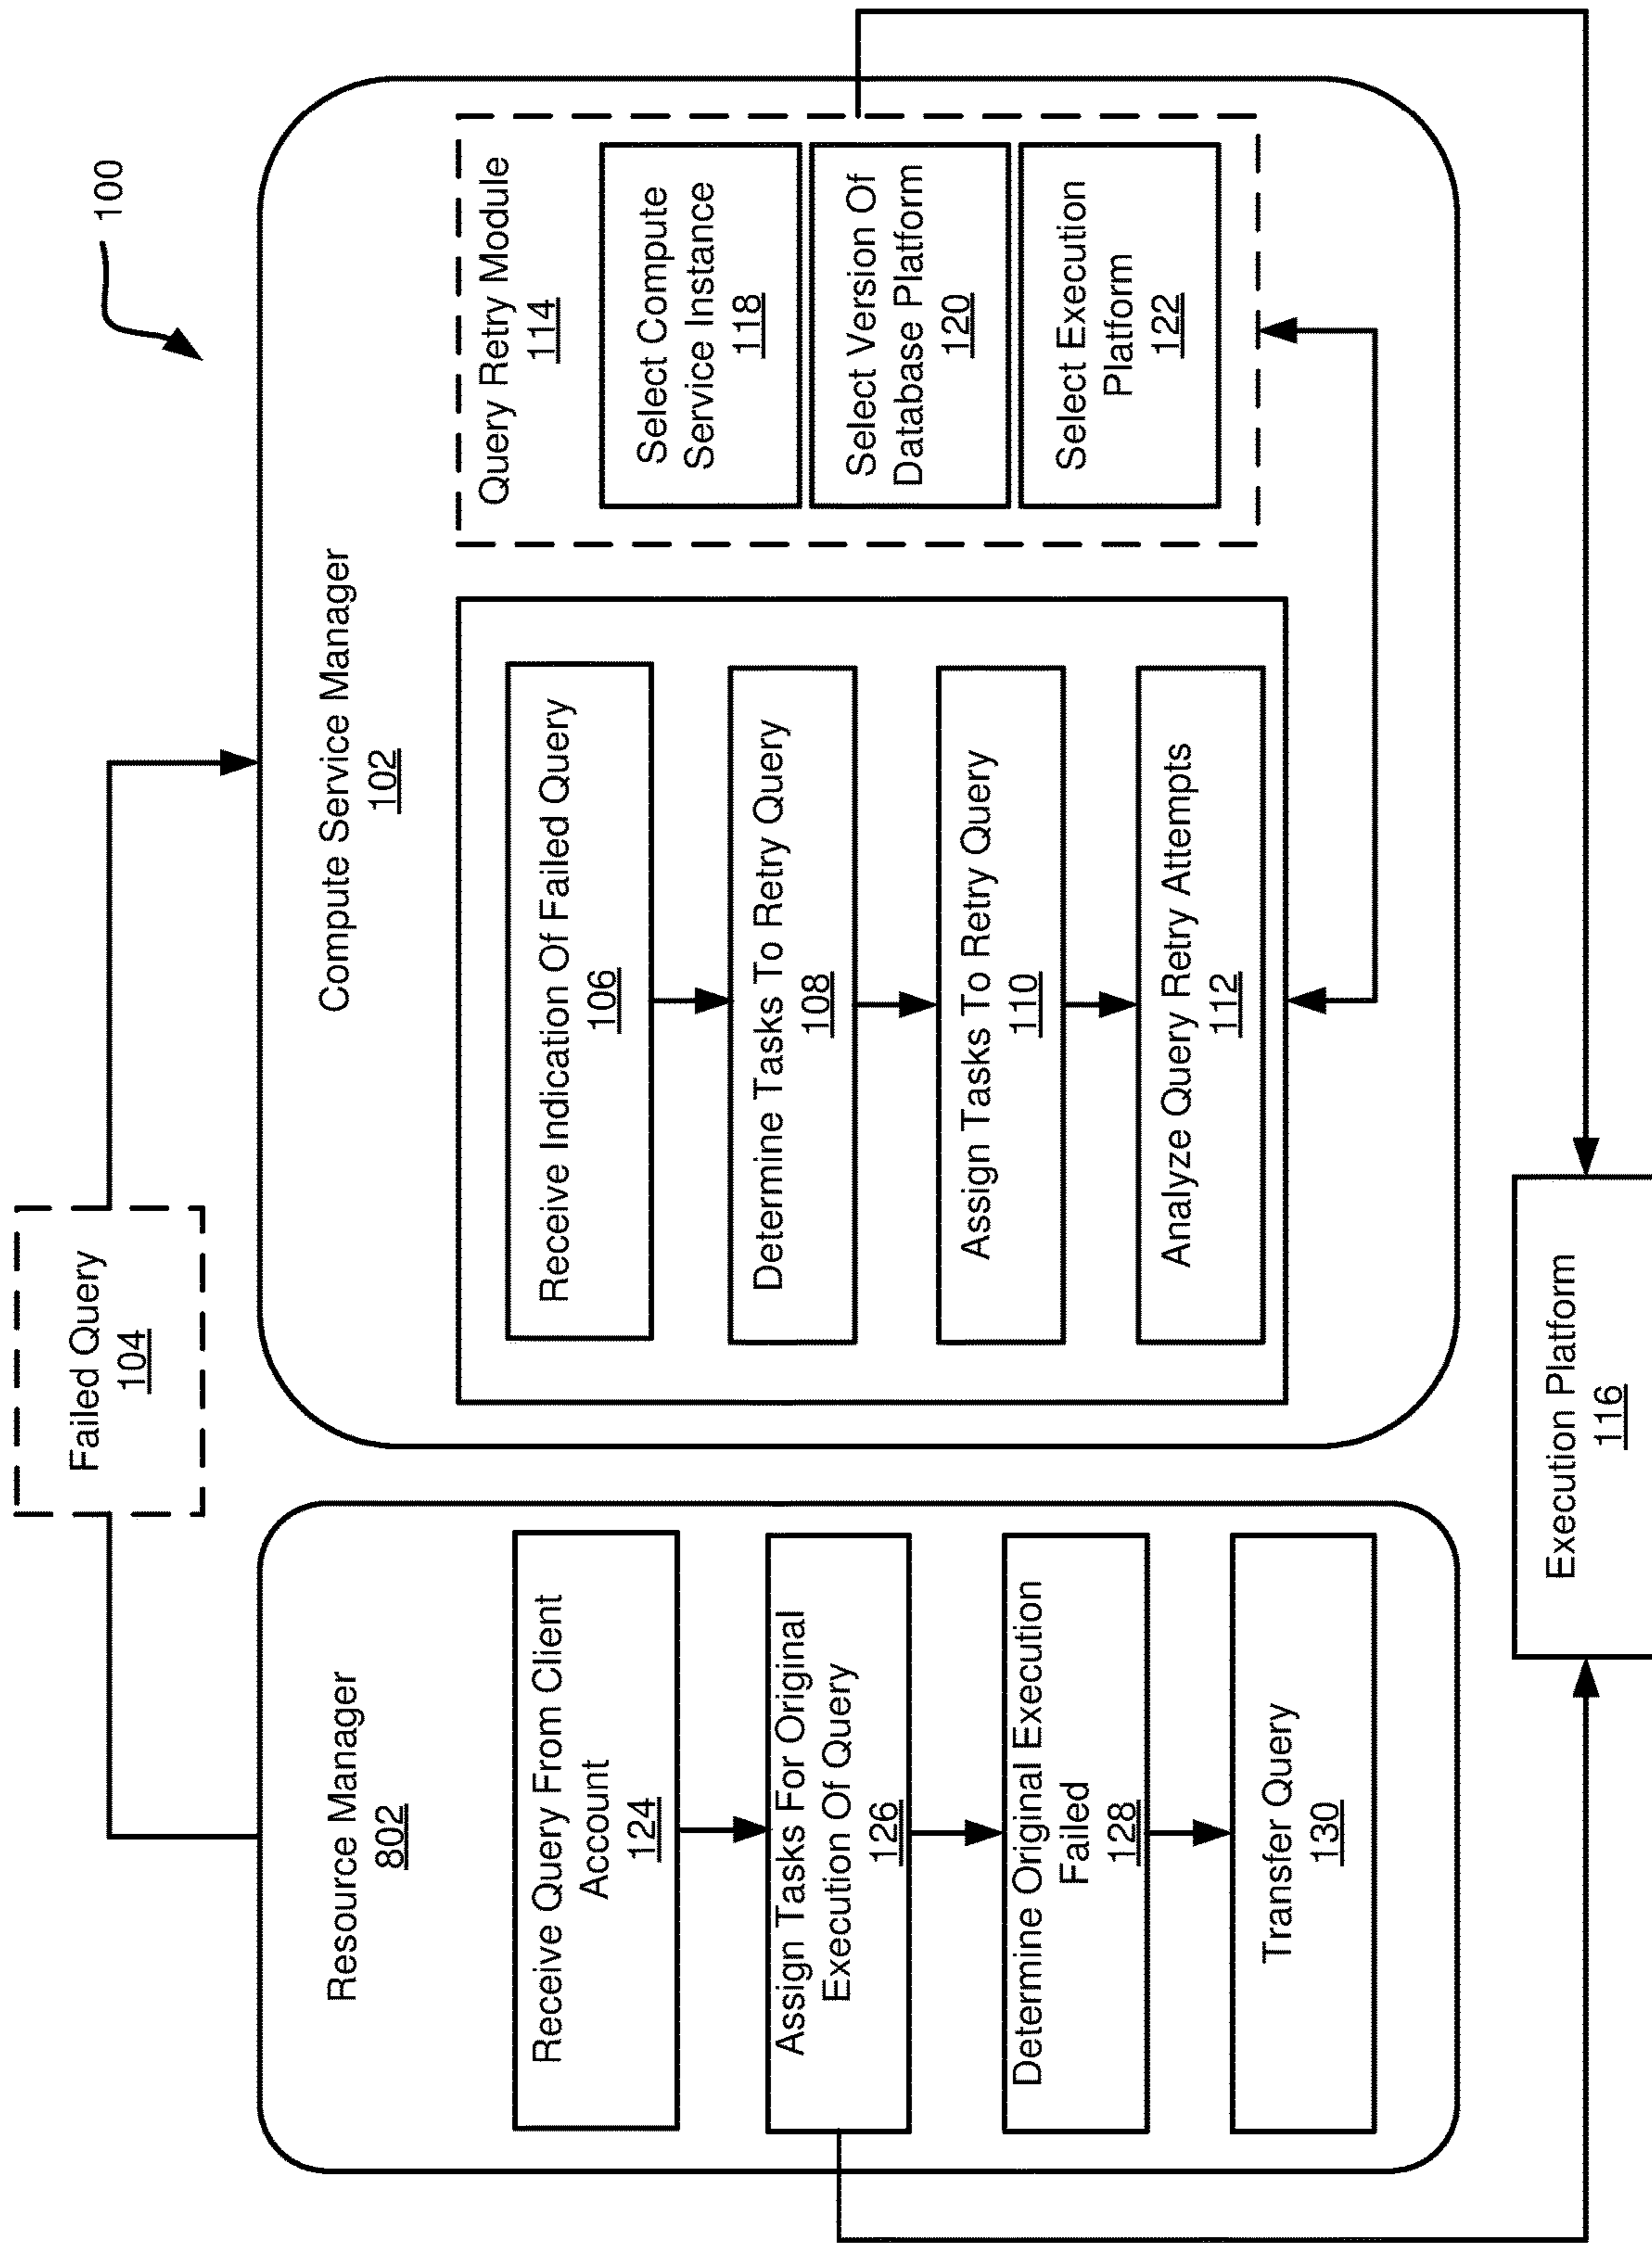 100
Failed Query
104
Resource Manager
802
Receive Query From Client
Account
124
Assign Tasks For Original
Execution Of Query
126
Determine Original Execution
Failed
128
Transfer Query
130
Compute Service Manager
102
Receive Indication Of Failed Query
106
Determine Tasks To Retry Query
108
Assign Tasks To Retry Query
110
Analyze Query Retry Attempts
112
Query Retry Module
114
Select Compute
Service Instance
118
Select Version Of
Database Platform
120
Select Execution
Platform
122
Execution Platform
116